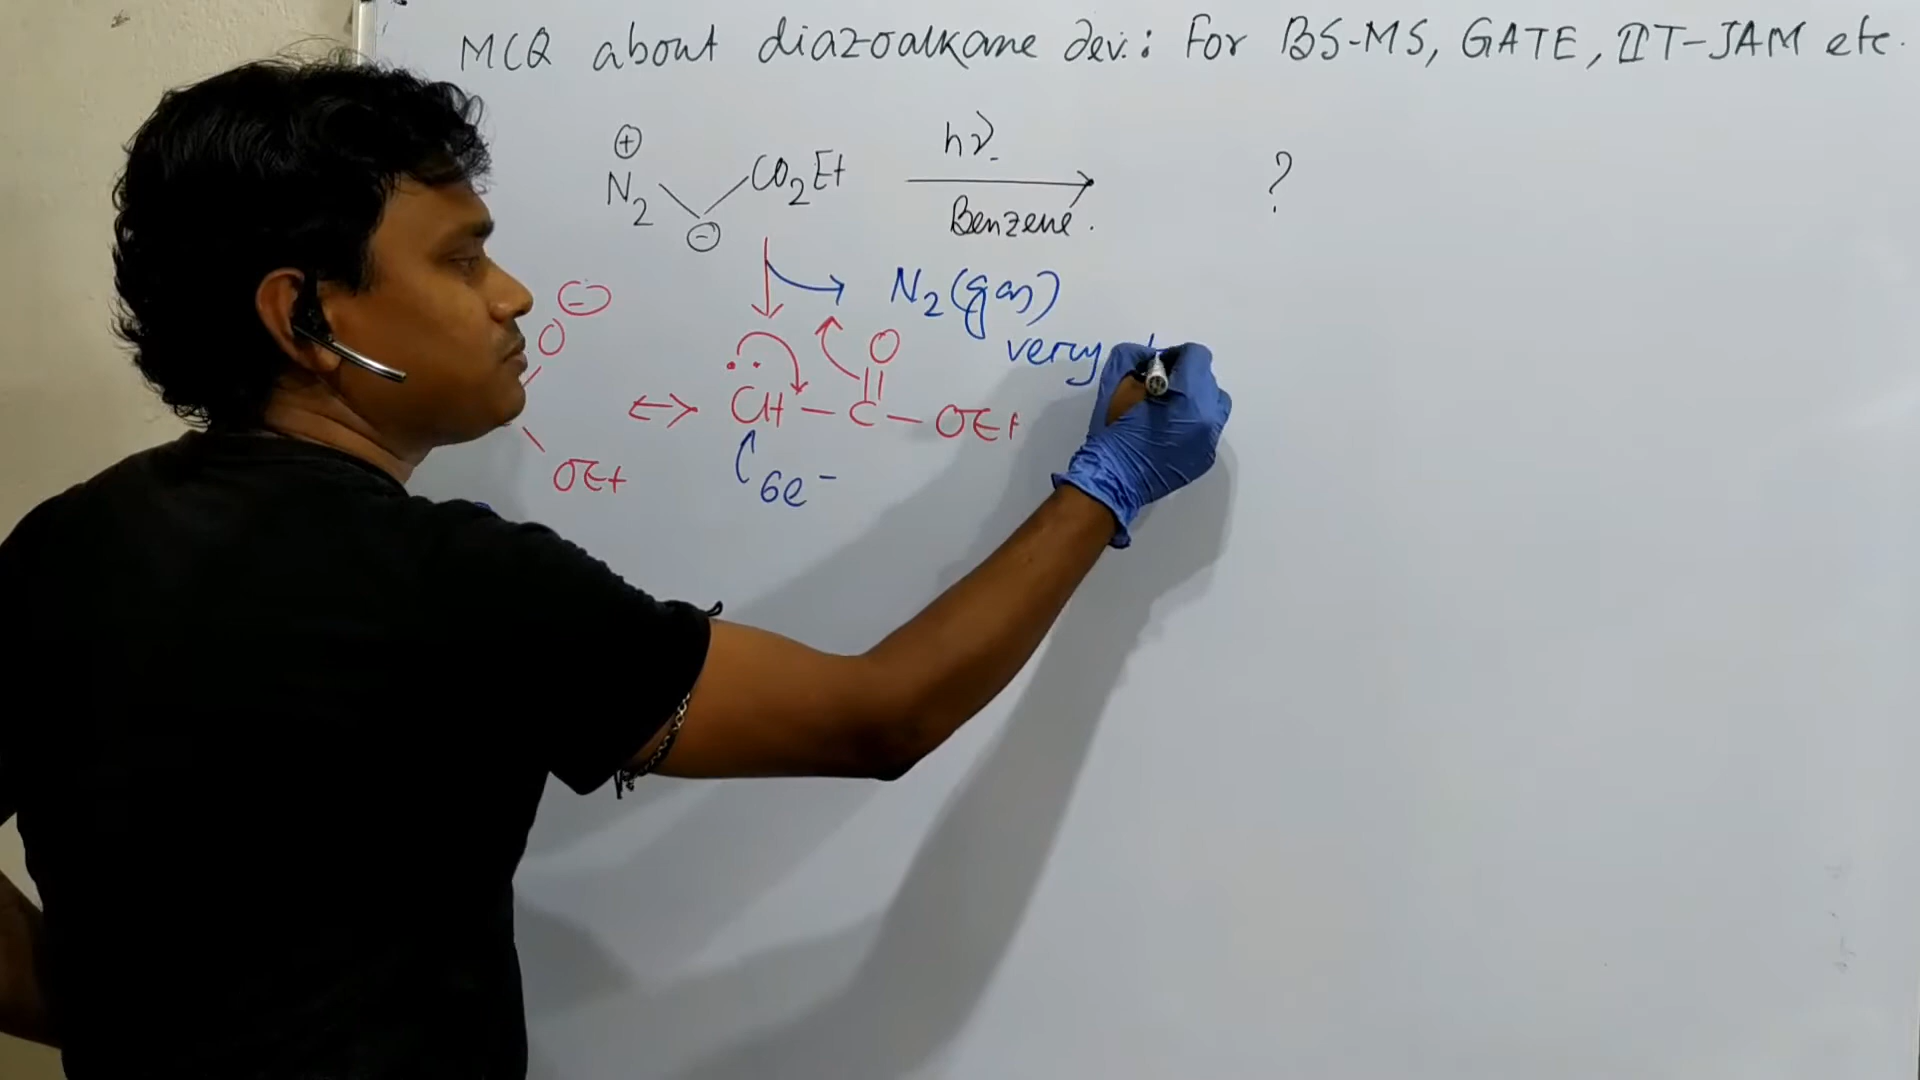 MCQ about diazoalkane dev.: For BS-MS, GATE, IIT-JAM etc.
⊕
N2 CO2Et hν ?
⊖ Benzene.
N2 (gas)
⊖
O O
very
↔ CH — C — OEt
OEt 6e-